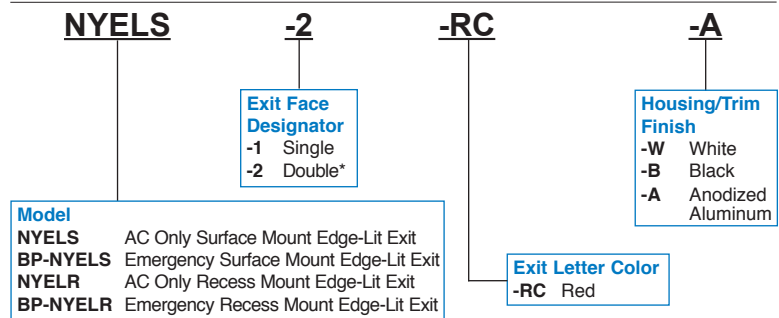 NYELS -2 -RC -A
Exit Face
Designator
-1 Single
-2 Double*
Housing/Trim
Finish
-W White
-B Black
-A Anodized
Aluminum
Model
NYELS AC Only Surface Mount Edge-Lit Exit
BP-NYELS Emergency Surface Mount Edge-Lit Exit
NYELR AC Only Recess Mount Edge-Lit Exit
BP-NYELR Emergency Recess Mount Edge-Lit Exit
Exit Letter Color
-RC Red